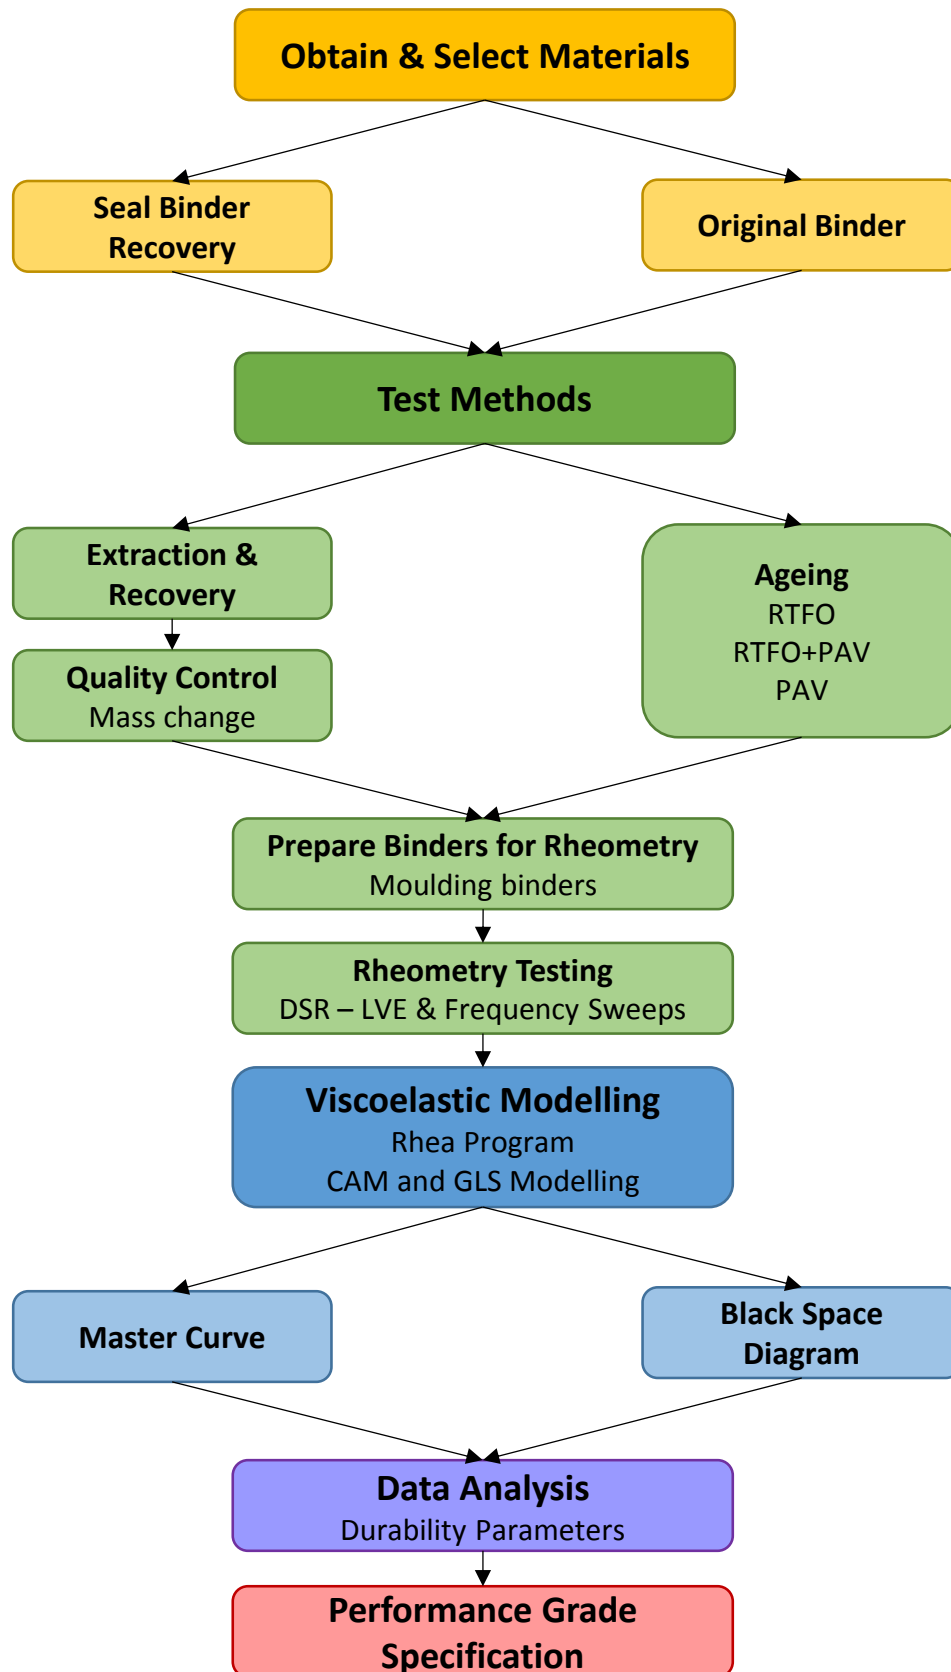 Obtain & Select Materials
Seal Binder
Recovery
Original Binder
Test Methods
Extraction &
Recovery
Quality Control
Mass change
Ageing
RTFO
RTFO+PAV
PAV
Prepare Binders for Rheometry
Moulding binders
Rheometry Testing
DSR – LVE & Frequency Sweeps
Viscoelastic Modelling
Rhea Program
CAM and GLS Modelling
Master Curve
Black Space
Diagram
Data Analysis
Durability Parameters
Performance Grade
Specification